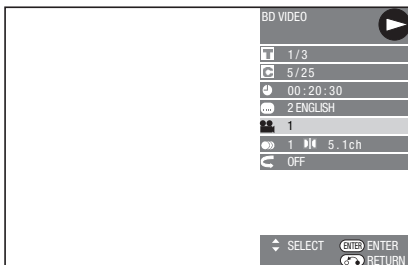 BD VIDEO
T 1/3
C 5/25
00:20:30
2 ENGLISH
1
1 5.1ch
OFF
SELECT ENTER ENTER
RETURN